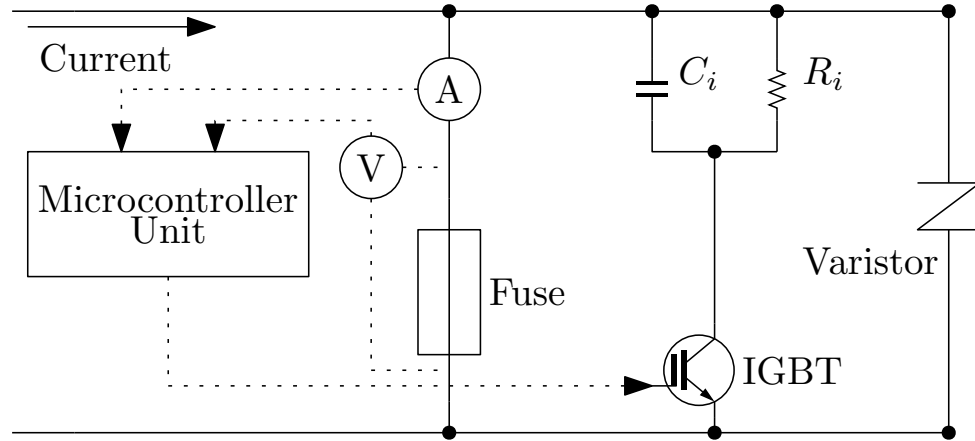 Current
A
C_i
R_i
V
Microcontroller
Unit
Varistor
Fuse
IGBT